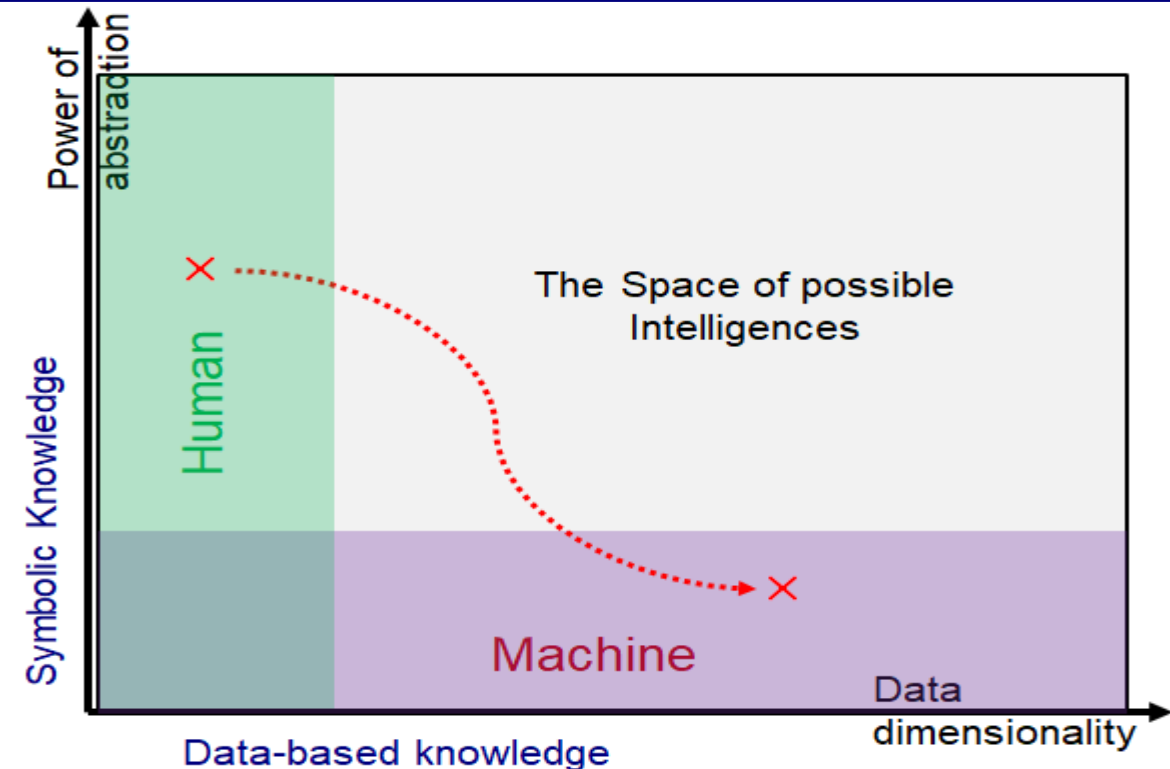 Power of
abstraction
The Space of possible
Intelligences
Human
Symbolic Knowledge
Machine
Data
dimensionality
Data-based knowledge